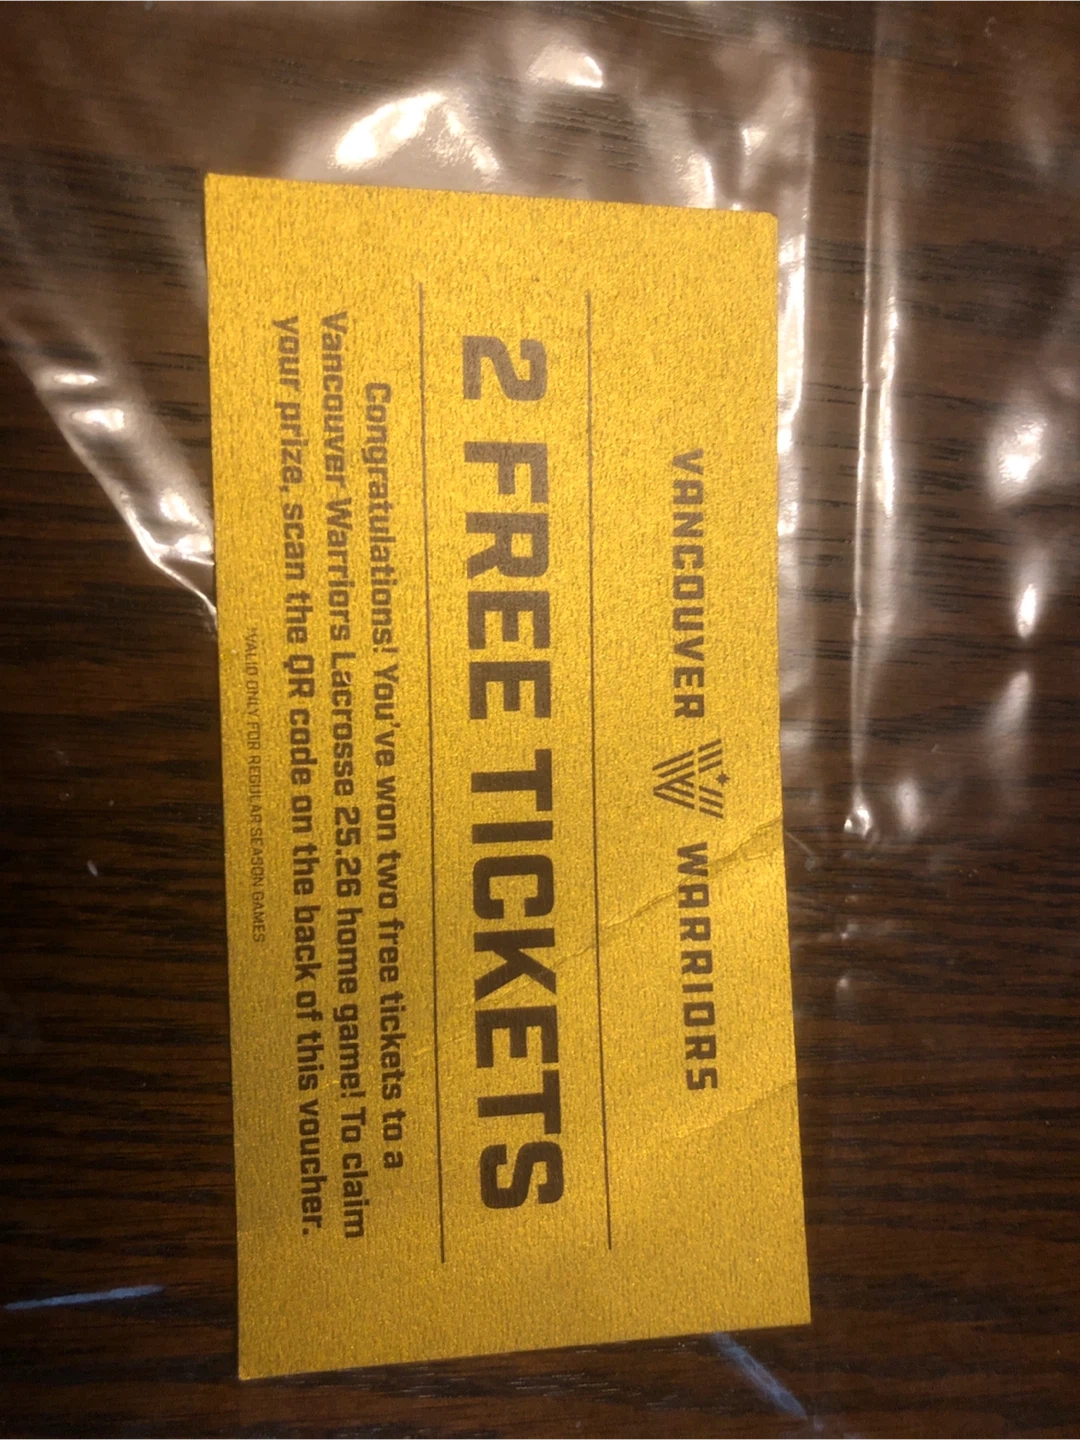 VANCOUVER WARRIORS
2 FREE TICKETS
Congratulations! You've won two free tickets to a
Vancouver Warriors Lacrosse 25.26 home game! To claim
your prize, scan the QR code on the back of this voucher.
*VALID ONLY FOR REGULAR SEASON GAMES